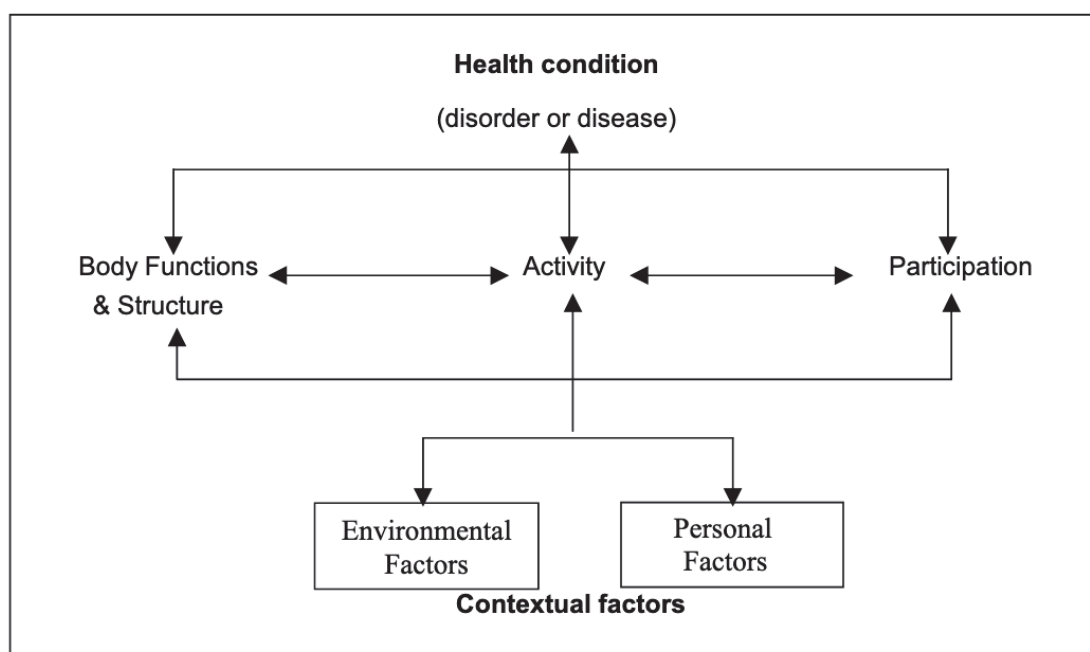 Health condition
(disorder or disease)
Body Functions
& Structure
Activity
Participation
Environmental
Factors
Personal
Factors
Contextual factors